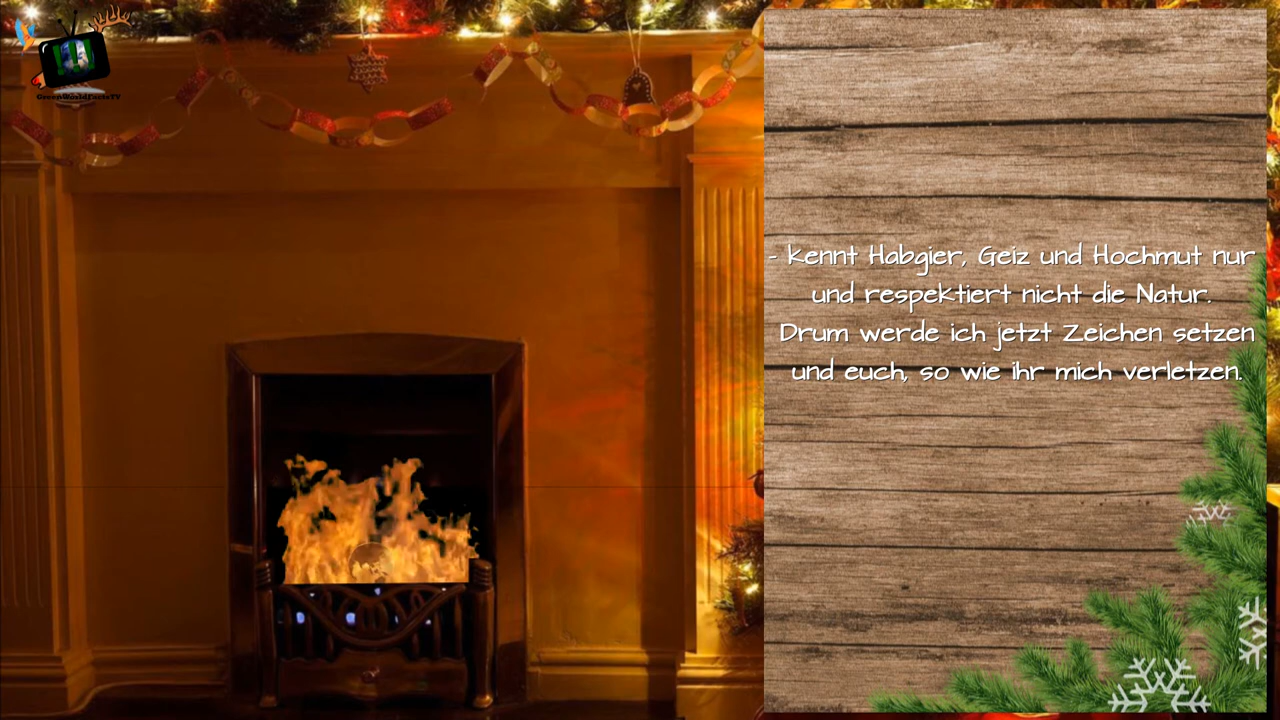 GreenWorldFactsTV
- kennt Habgier, Geiz und Hochmut nur
und respektiert nicht die Natur.
Drum werde ich jetzt Zeichen setzen
und euch, so wie ihr mich verletzen.